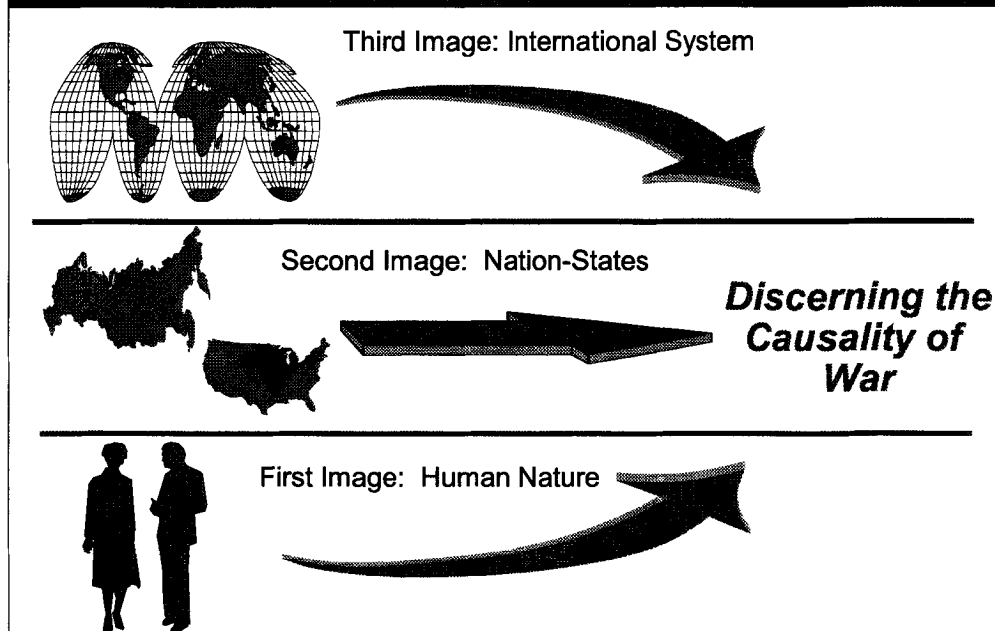 Third Image: International System
Second Image: Nation-States
Discerning the
Causality of
War
First Image: Human Nature